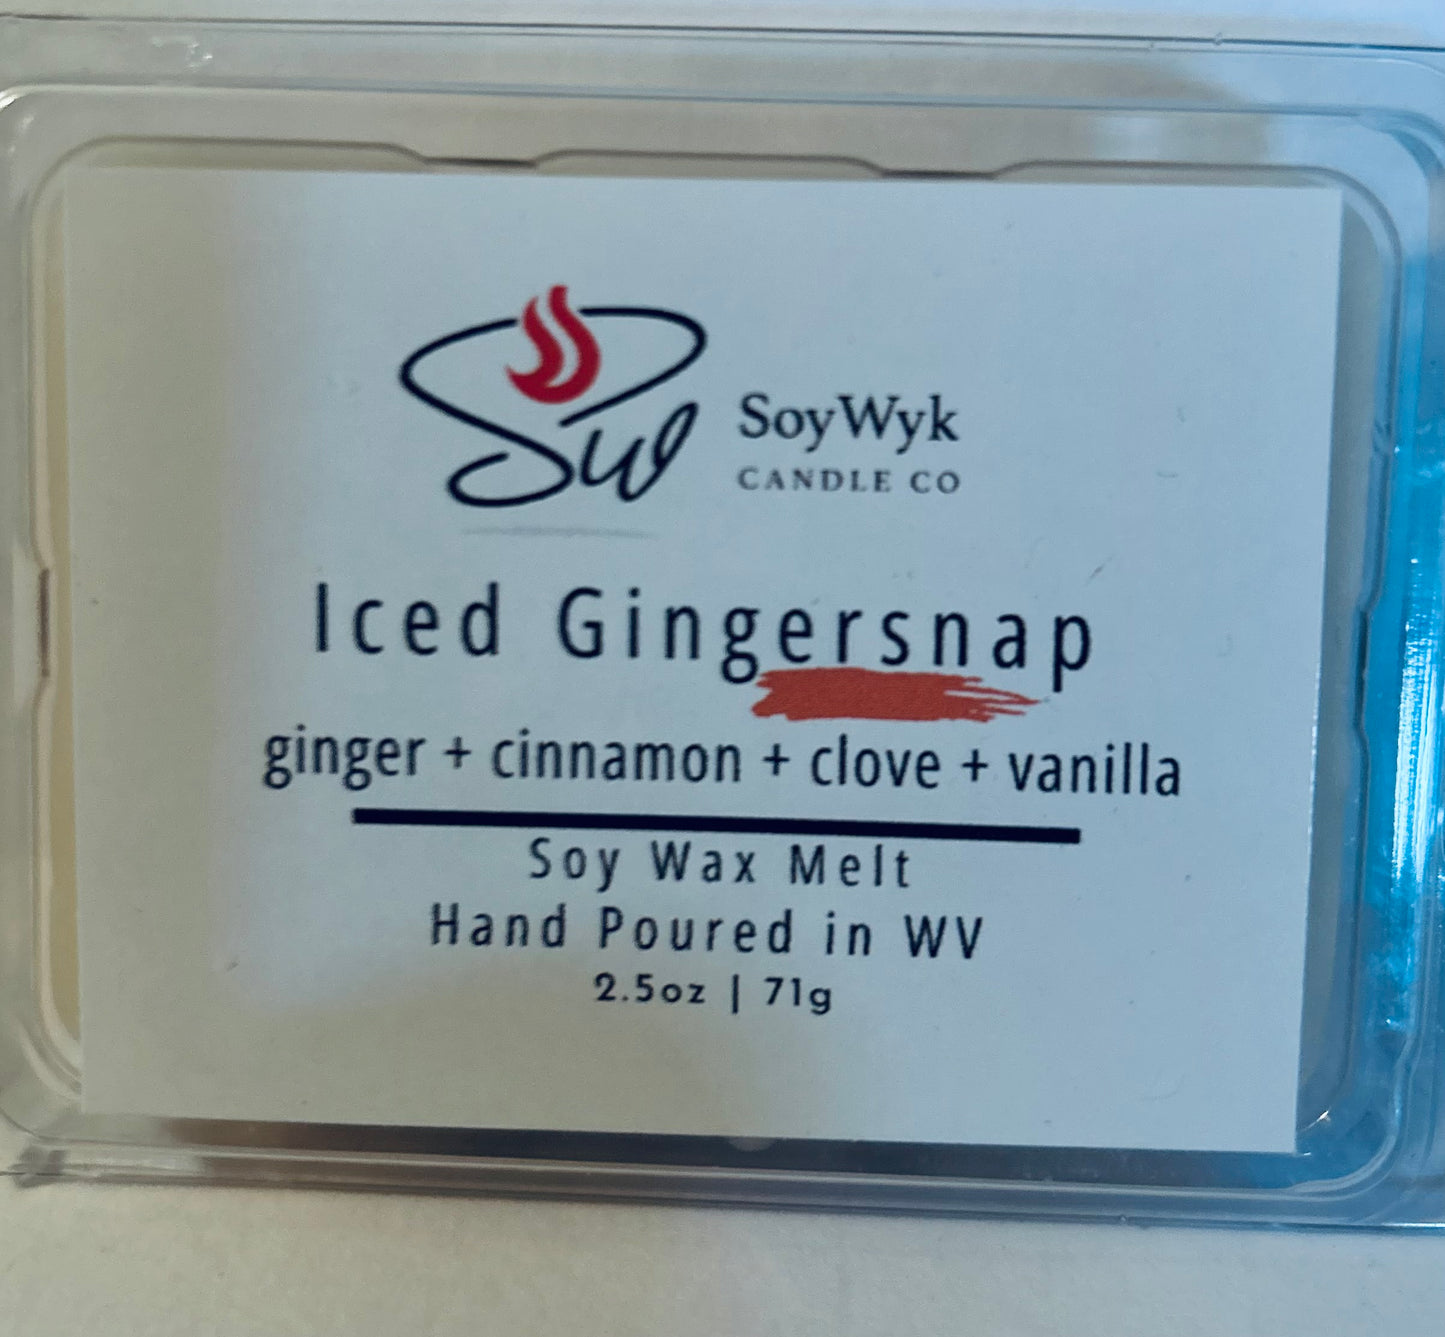 Sw
SoyWyk
CANDLE CO
Iced Gingersnap
ginger + cinnamon + clove + vanilla
Soy Wax Melt
Hand Poured in WV
2.5oz | 71g